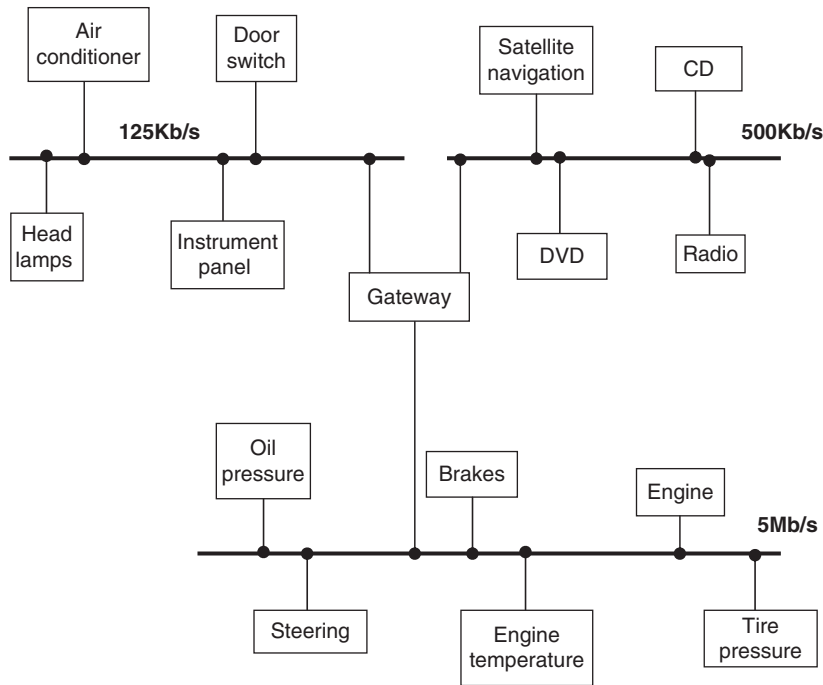 Air
conditioner
Door
switch
Satellite
navigation
CD
125Kb/s
500Kb/s
Head
lamps
Instrument
panel
DVD
Radio
Gateway
Oil
pressure
Brakes
Engine
5Mb/s
Steering
Engine
temperature
Tire
pressure